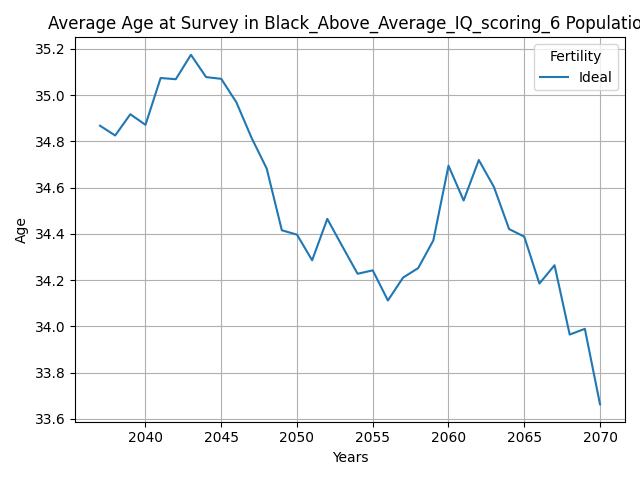 Average Age at Survey in Black_Above_Average_IQ_scoring_6 Populatio
Fertility
Ideal
35.2
35.0
34.8
34.6
34.4
34.2
34.0
33.8
33.6
Age
2040 2045 2050 2055 2060 2065 2070
Years